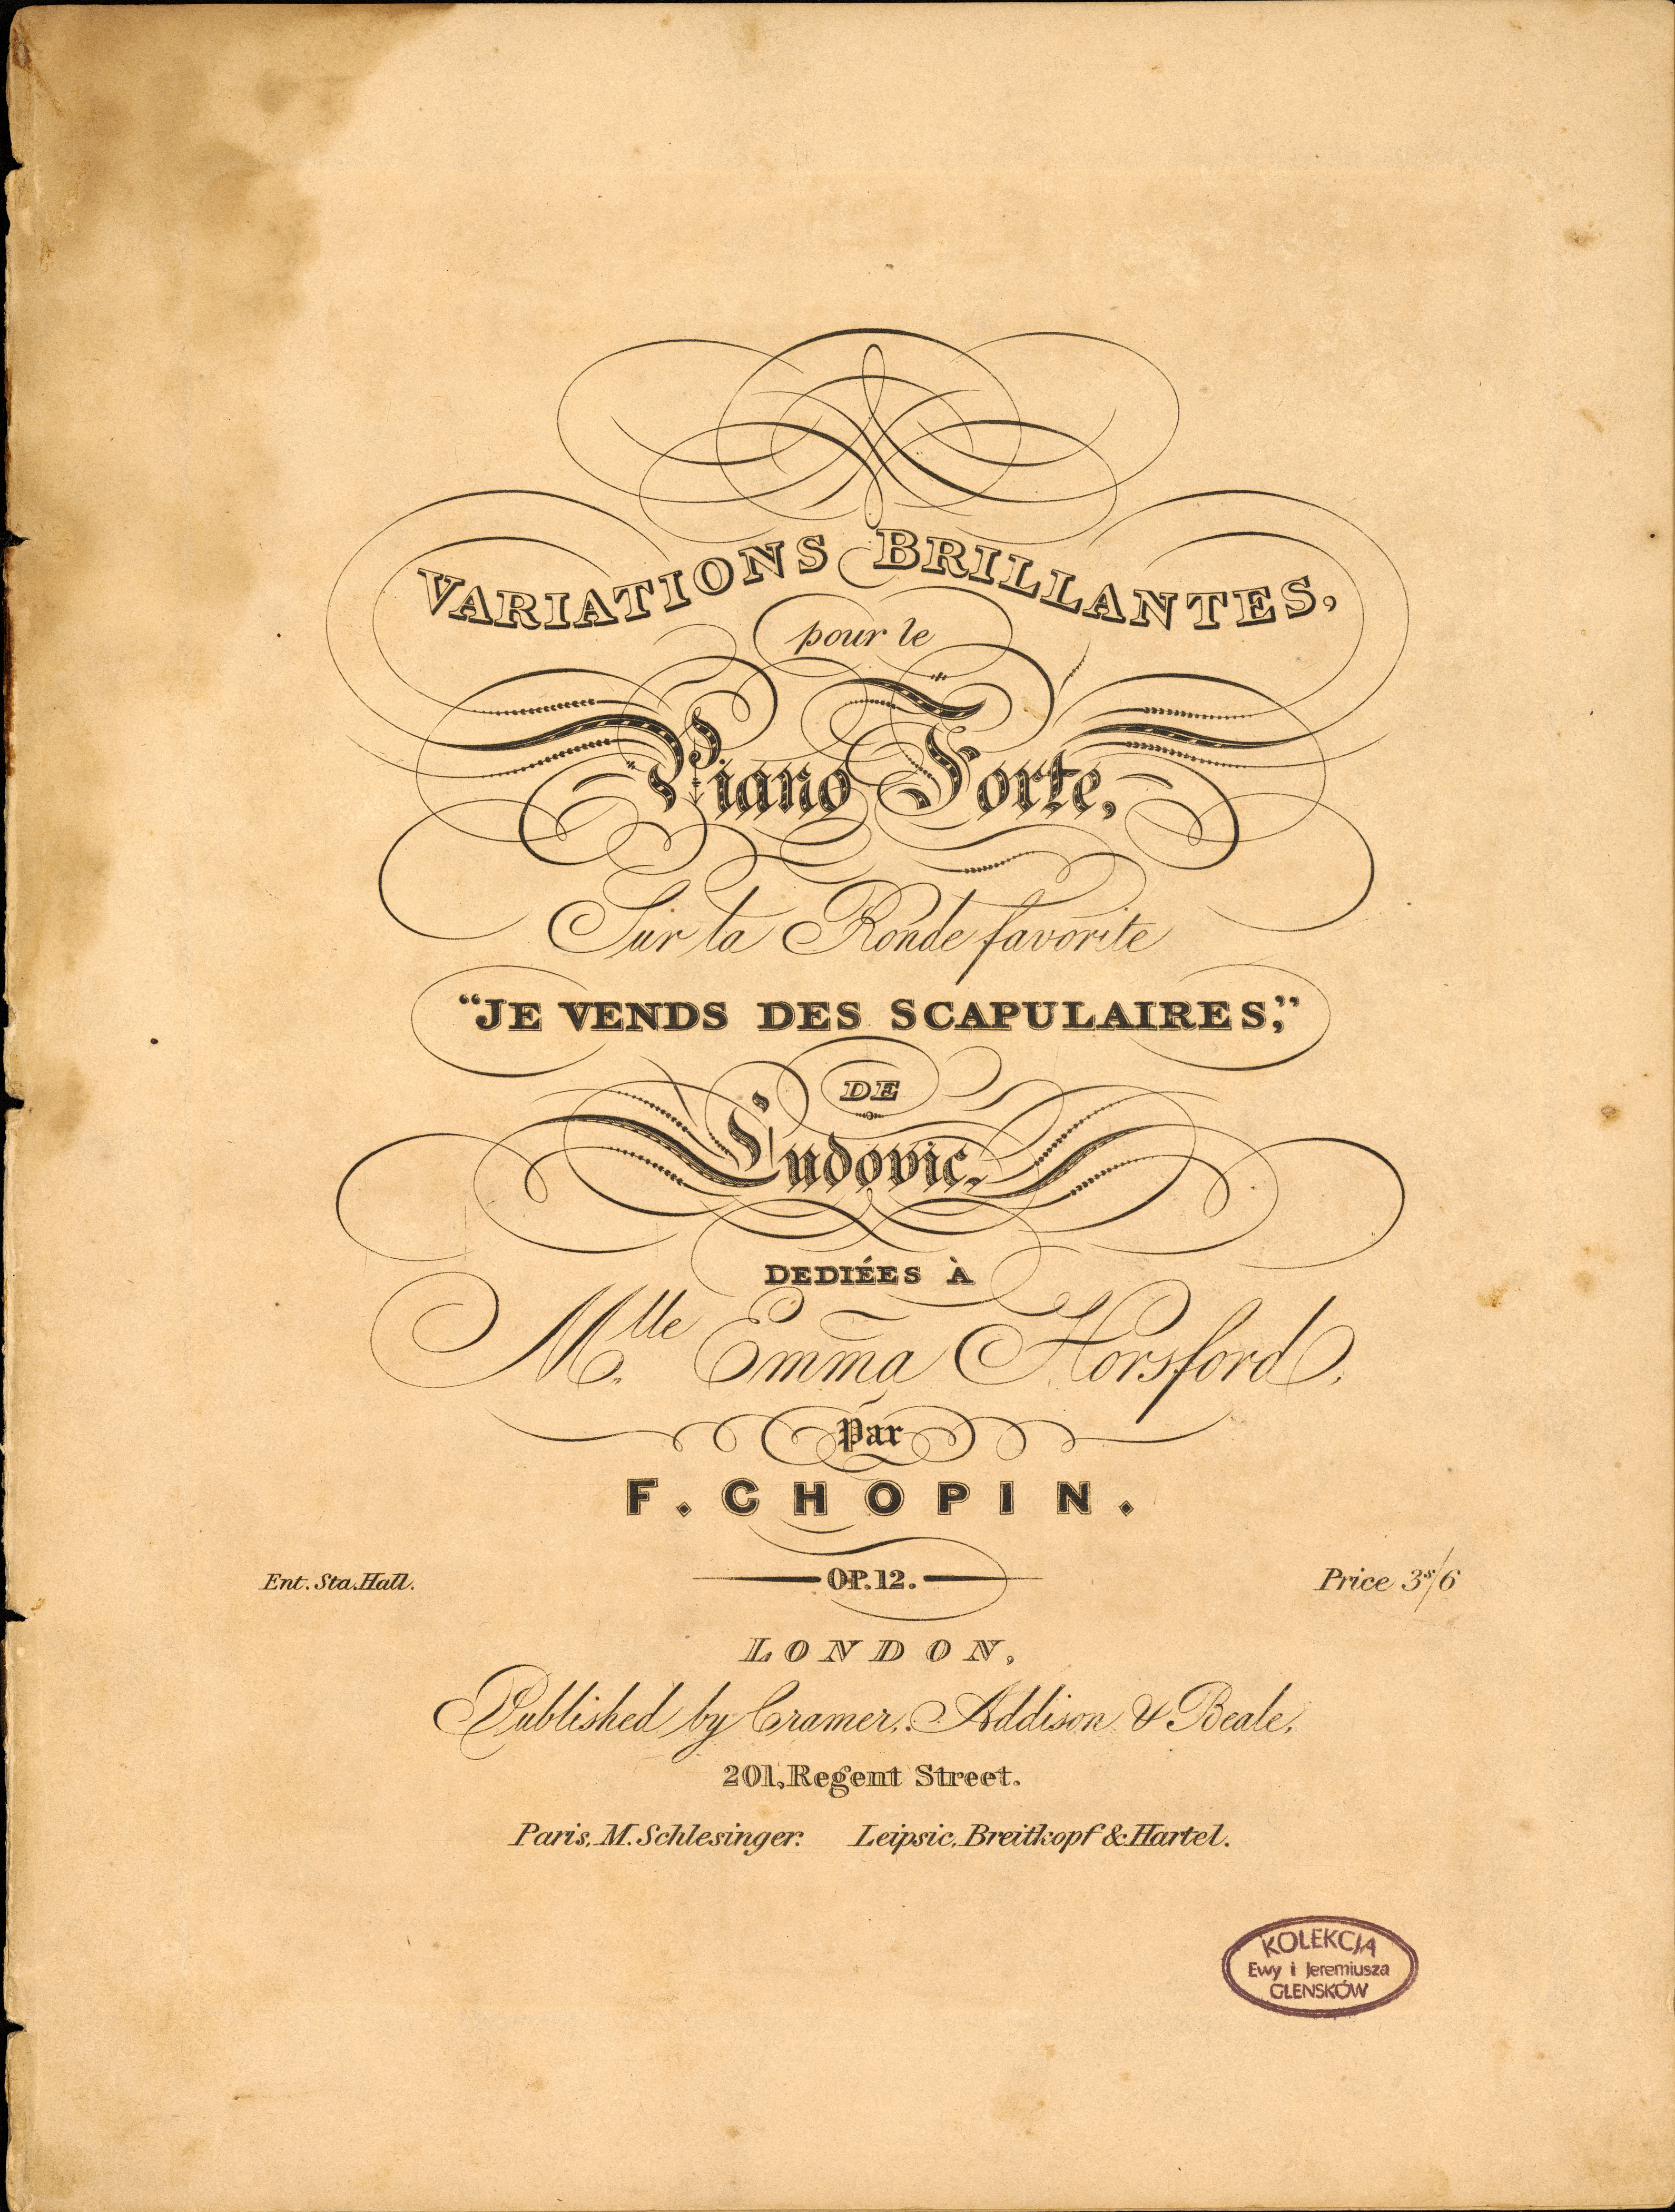 VARIATIONS BRILLANTES,
pour le
Piano Forte,
Sur la Ronde favorite
“JE VENDS DES SCAPULAIRES,”
DE
Ludovic,
DEDIÉES À
Mlle. Emma Horsford,
Par
F. CHOPIN.
Ent. Sta. Hall.
OP. 12.
Price 3s/6
LONDON,
Published by Cramer, Addison & Beale,
201, Regent Street.
Paris, M. Schlesinger. Leipsic, Breitkopf & Hartel.
KOLEKCJA
Ewy i Jeremiusza
GLENSKÓW